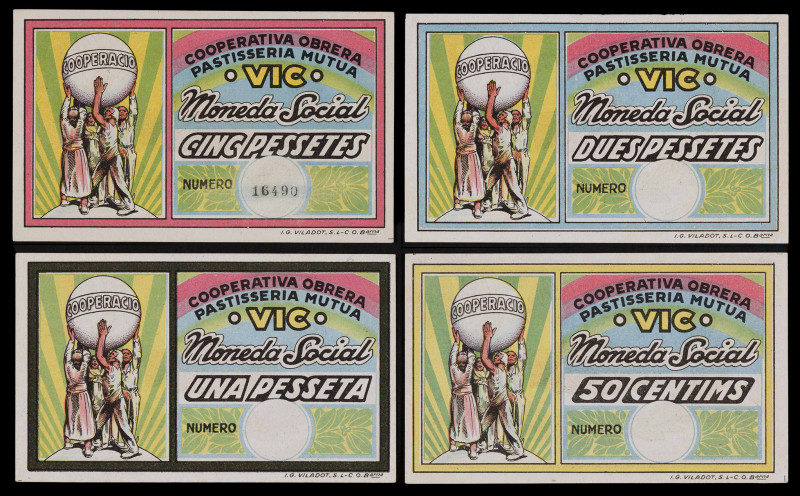 COOPERACIO
COOPERATIVA OBRERA
PASTISSERIA MUTUA
• VIC •
Moneda Social
CINC PESSETES
NUMERO 16490
I.G. VILADOT, S.L-C.O. Barna
COOPERACIO
COOPERATIVA OBRERA
PASTISSERIA MUTUA
• VIC •
Moneda Social
DUES PESSETES
NUMERO
I.G. VILADOT, S.L-C.O. Barna
COOPERACIO
COOPERATIVA OBRERA
PASTISSERIA MUTUA
• VIC •
Moneda Social
UNA PESSETA
NUMERO
I.G. VILADOT, S.L-C.O. Barna
COOPERACIO
COOPERATIVA OBRERA
PASTISSERIA MUTUA
• VIC •
Moneda Social
50 CENTIMS
NUMERO
I.G. VILADOT, S.L-C.O. Barna